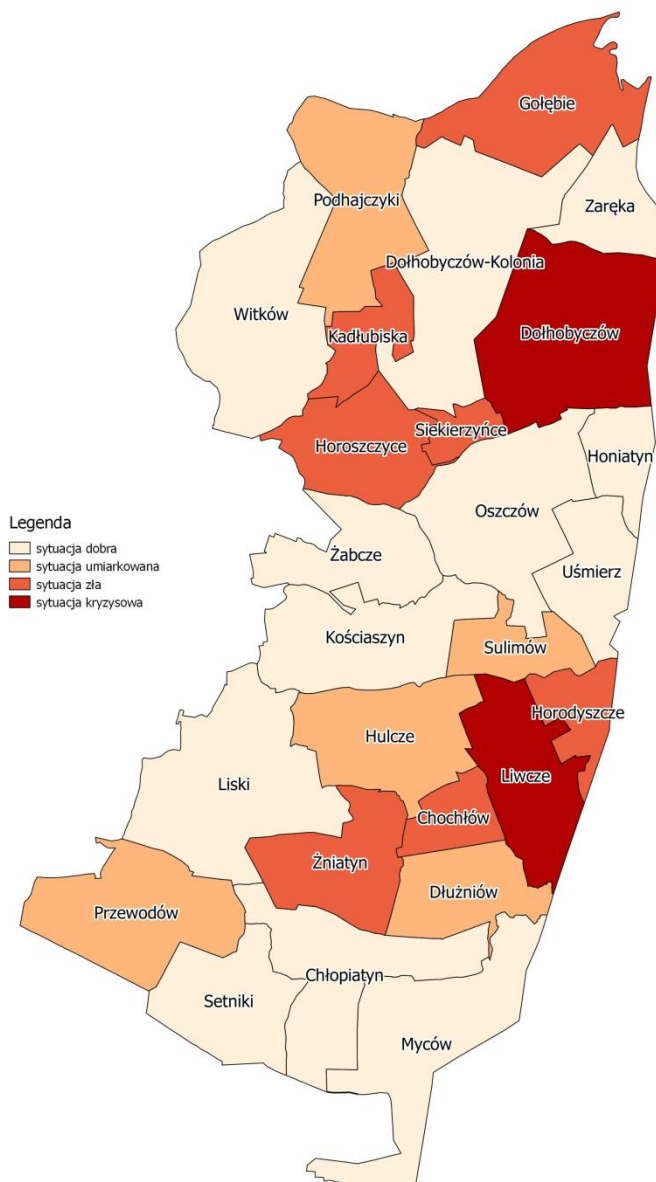 Gołębie
Podhajczyki
Zaręka
Dołhobyczów-Kolonia
Witków
Kadłubiska
Dołhobyczów
Siekierzyńce
Horoszczyce
Honiatyn
Oszczów
Legenda
sytuacja dobra
sytuacja umiarkowana
sytuacja zła
sytuacja kryzysowa
Żabcze
Uśmierz
Kościaszyn
Sulimów
Horodyszcze
Hulcze
Liwcze
Liski
Chochłów
Żniatyn
Dłużniów
Przewodów
Chłopiatyn
Setniki
Myców